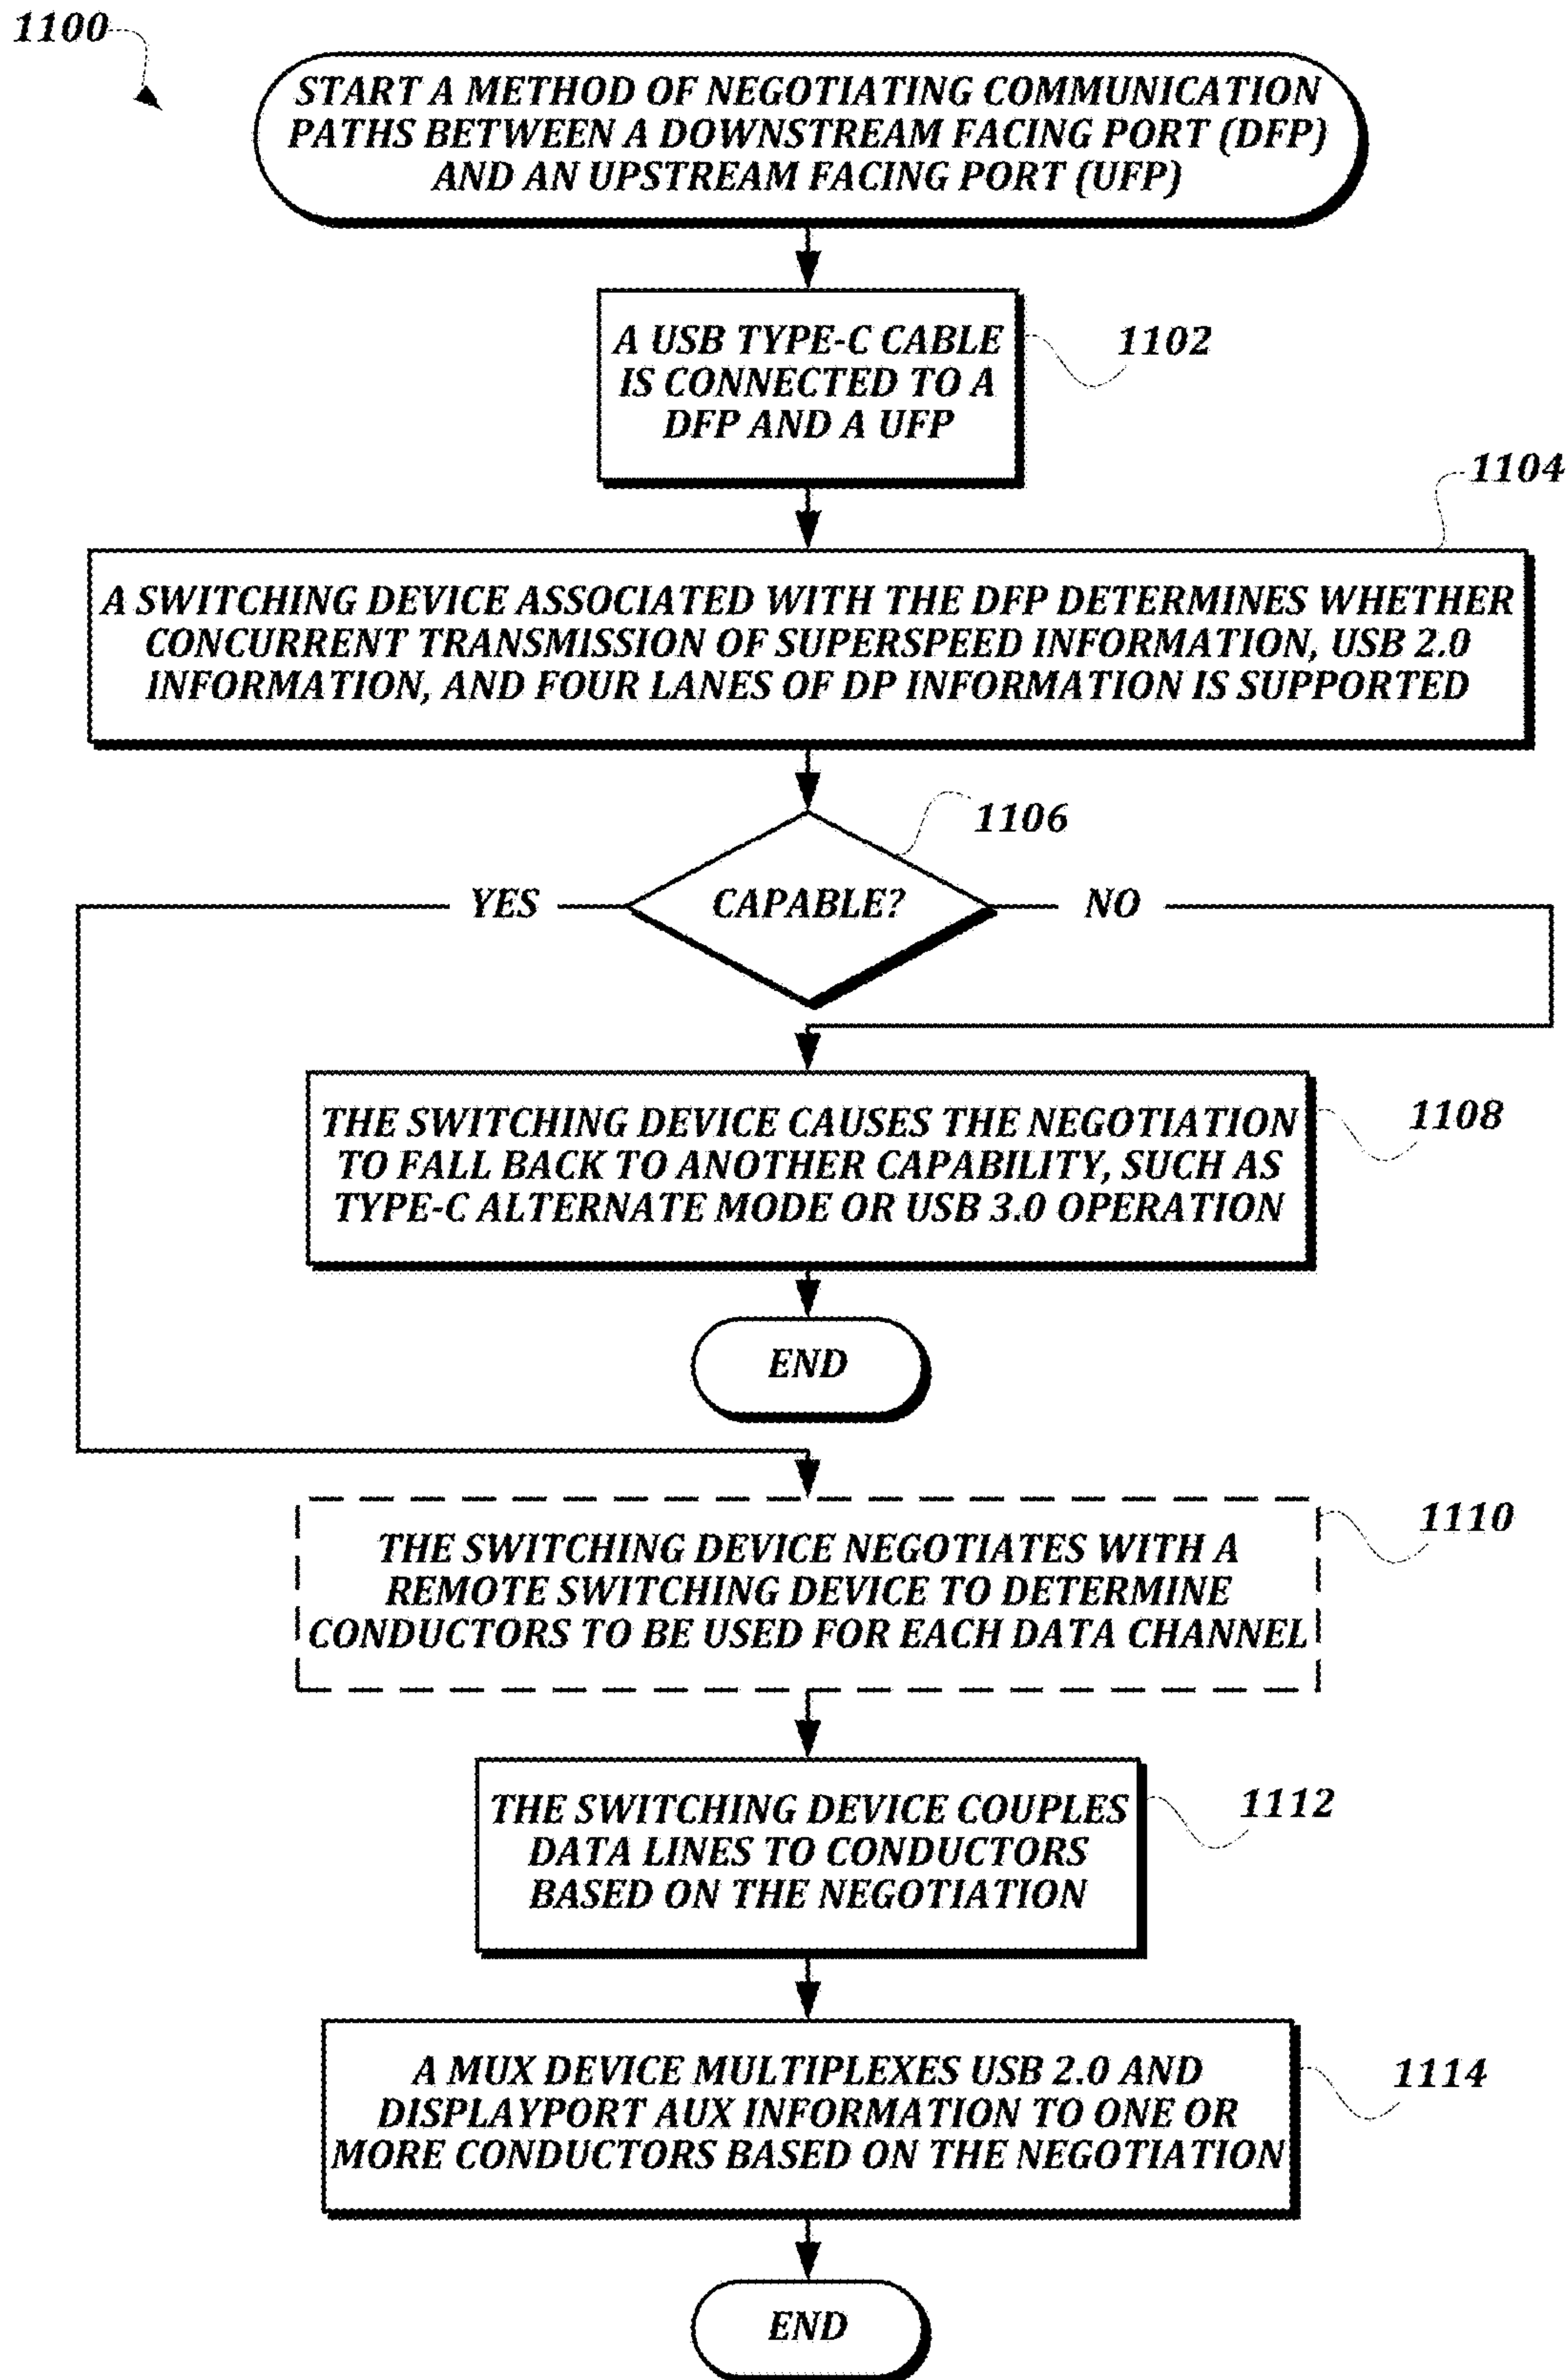 1100
START A METHOD OF NEGOTIATING COMMUNICATION
PATHS BETWEEN A DOWNSTREAM FACING PORT (DFP)
AND AN UPSTREAM FACING PORT (UFP)
A USB TYPE-C CABLE
IS CONNECTED TO A
DFP AND A UFP
1102
1104
A SWITCHING DEVICE ASSOCIATED WITH THE DFP DETERMINES WHETHER
CONCURRENT TRANSMISSION OF SUPERSPEED INFORMATION, USB 2.0
INFORMATION, AND FOUR LANES OF DP INFORMATION IS SUPPORTED
1106
YES
CAPABLE?
NO
THE SWITCHING DEVICE CAUSES THE NEGOTIATION
TO FALL BACK TO ANOTHER CAPABILITY, SUCH AS
TYPE-C ALTERNATE MODE OR USB 3.0 OPERATION
1108
END
THE SWITCHING DEVICE NEGOTIATES WITH A
REMOTE SWITCHING DEVICE TO DETERMINE
CONDUCTORS TO BE USED FOR EACH DATA CHANNEL
1110
THE SWITCHING DEVICE COUPLES
DATA LINES TO CONDUCTORS
BASED ON THE NEGOTIATION
1112
A MUX DEVICE MULTIPLEXES USB 2.0 AND
DISPLAYPORT AUX INFORMATION TO ONE OR
MORE CONDUCTORS BASED ON THE NEGOTIATION
1114
END